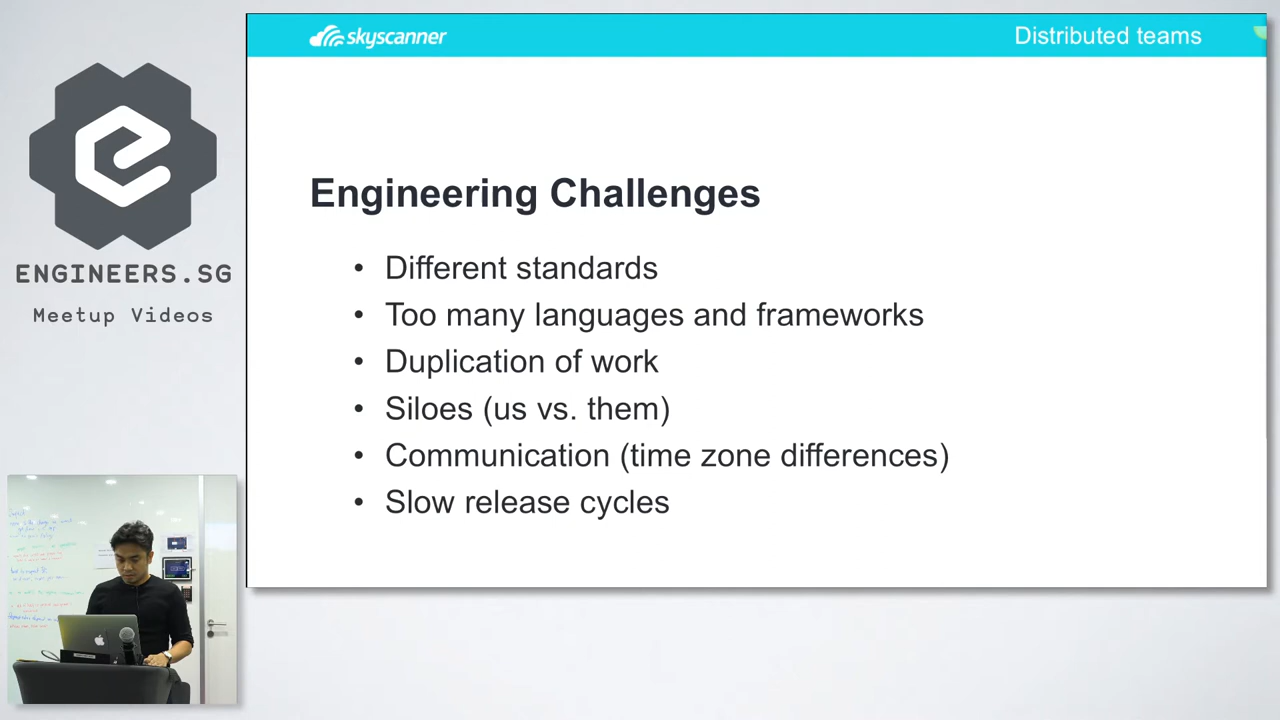 skyscanner
Distributed teams
Engineering Challenges
• Different standards
• Too many languages and frameworks
• Duplication of work
• Siloes (us vs. them)
• Communication (time zone differences)
• Slow release cycles
ENGINEERS.SG
Meetup Videos